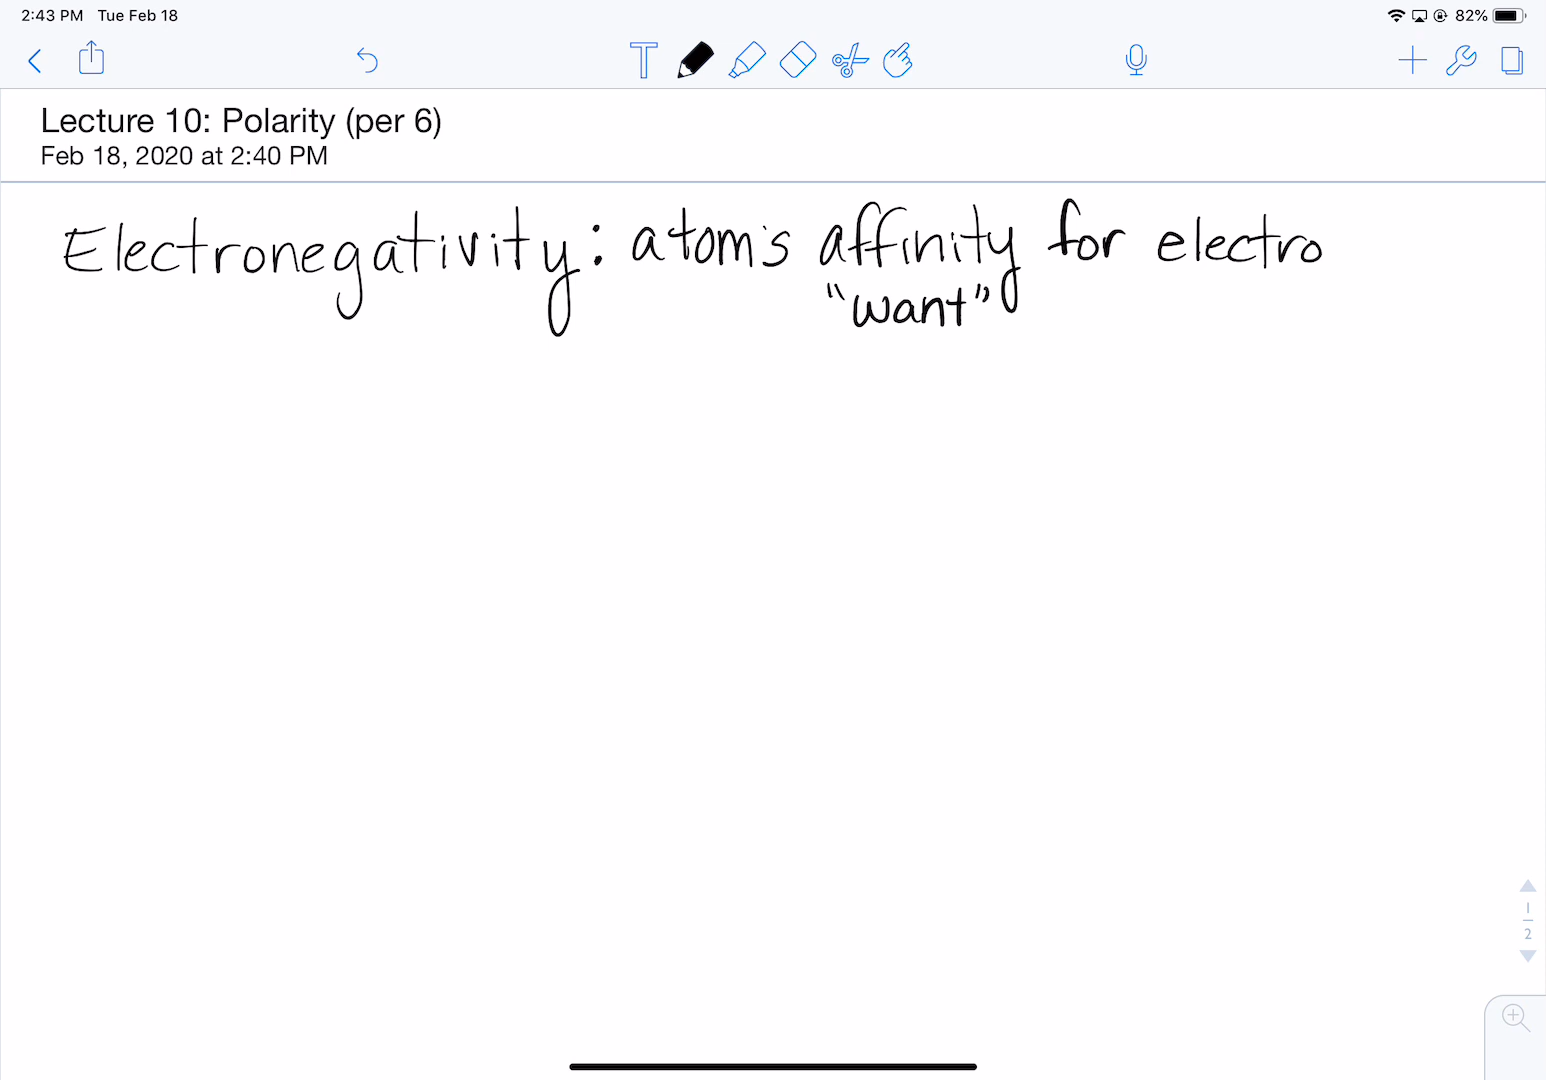 2:43 PM Tue Feb 18 82%
T
Lecture 10: Polarity (per 6)
Feb 18, 2020 at 2:40 PM
Electronegativity: atom's affinity for electro
"want"
1
2